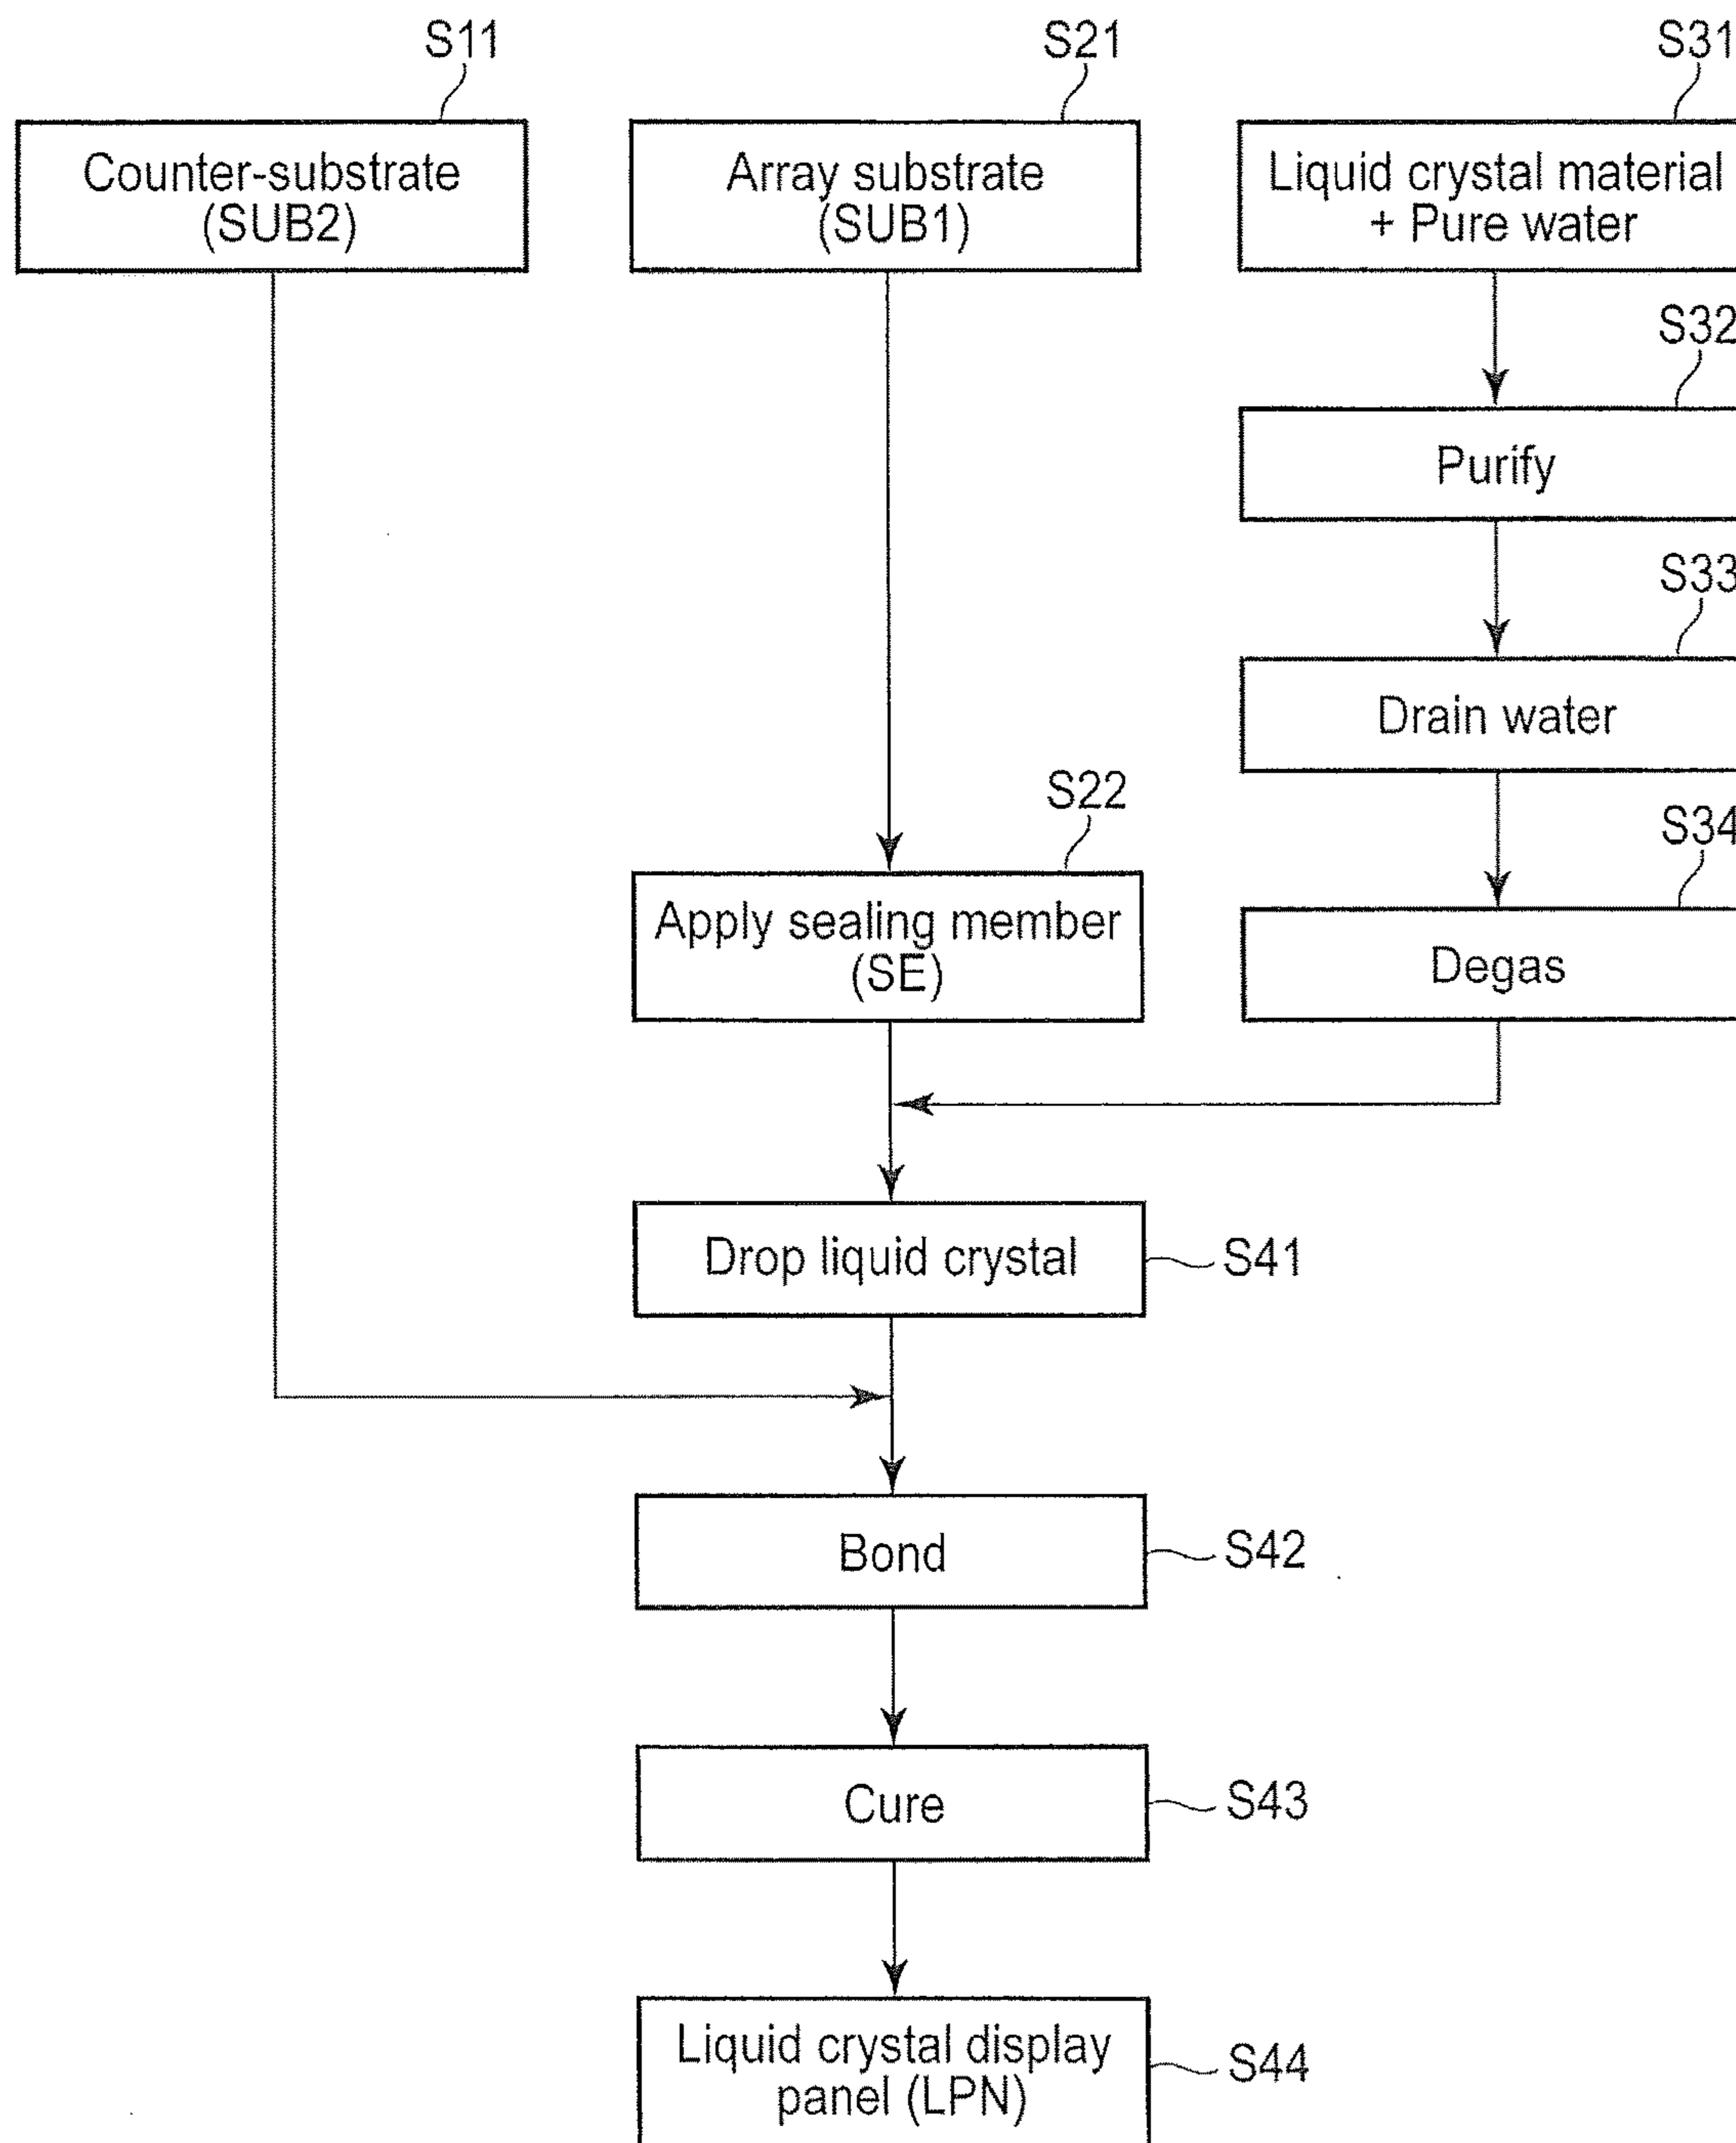 S11
S21
S31
Counter-substrate
(SUB2)
Array substrate
(SUB1)
Liquid crystal material
+ Pure water
S32
Purify
S33
Drain water
S22
S34
Apply sealing member
(SE)
Degas
Drop liquid crystal
S41
Bond
S42
Cure
S43
Liquid crystal display
panel (LPN)
S44